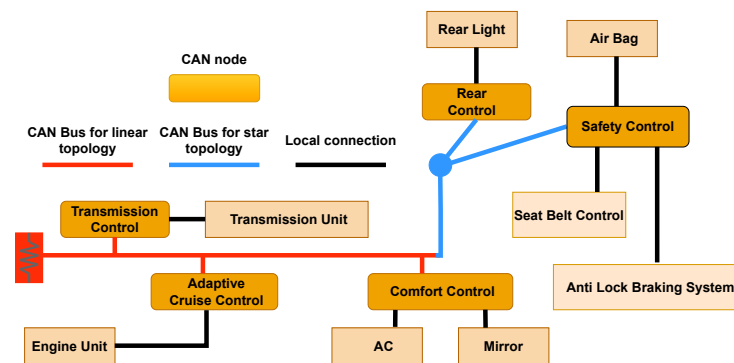 Rear Light
Air Bag
CAN node
Rear
Control
Safety Control
CAN Bus for linear
topology
CAN Bus for star
topology
Local connection
Transmission
Control
Transmission Unit
Seat Belt Control
Adaptive
Cruise Control
Comfort Control
Anti Lock Braking System
Engine Unit
AC
Mirror